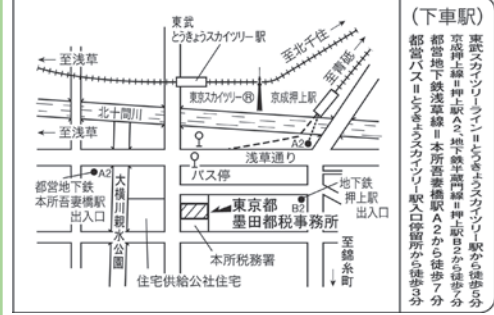 (下車駅)
東武スカイツリーライン＝とうきょうスカイツリー駅から徒歩5分
京成押上線＝押上駅A2、地下鉄半蔵門線＝押上駅B2から徒歩7分
都営地下鉄浅草線＝本所吾妻橋駅A2から徒歩7分
都営バス＝とうきょうスカイツリー駅入口停留所から徒歩3分
東武
とうきょうスカイツリー駅
至北千住
至青砥
至浅草
東京スカイツリー®
京成押上駅
北十間川
至浅草
A2
浅草通り
バス停
A2
都営地下鉄
本所吾妻橋駅
出入口
大横川親水公園
地下鉄
押上駅
出入口
B2
東京都
墨田都税事務所
本所税務署
住宅供給公社住宅
至錦糸町